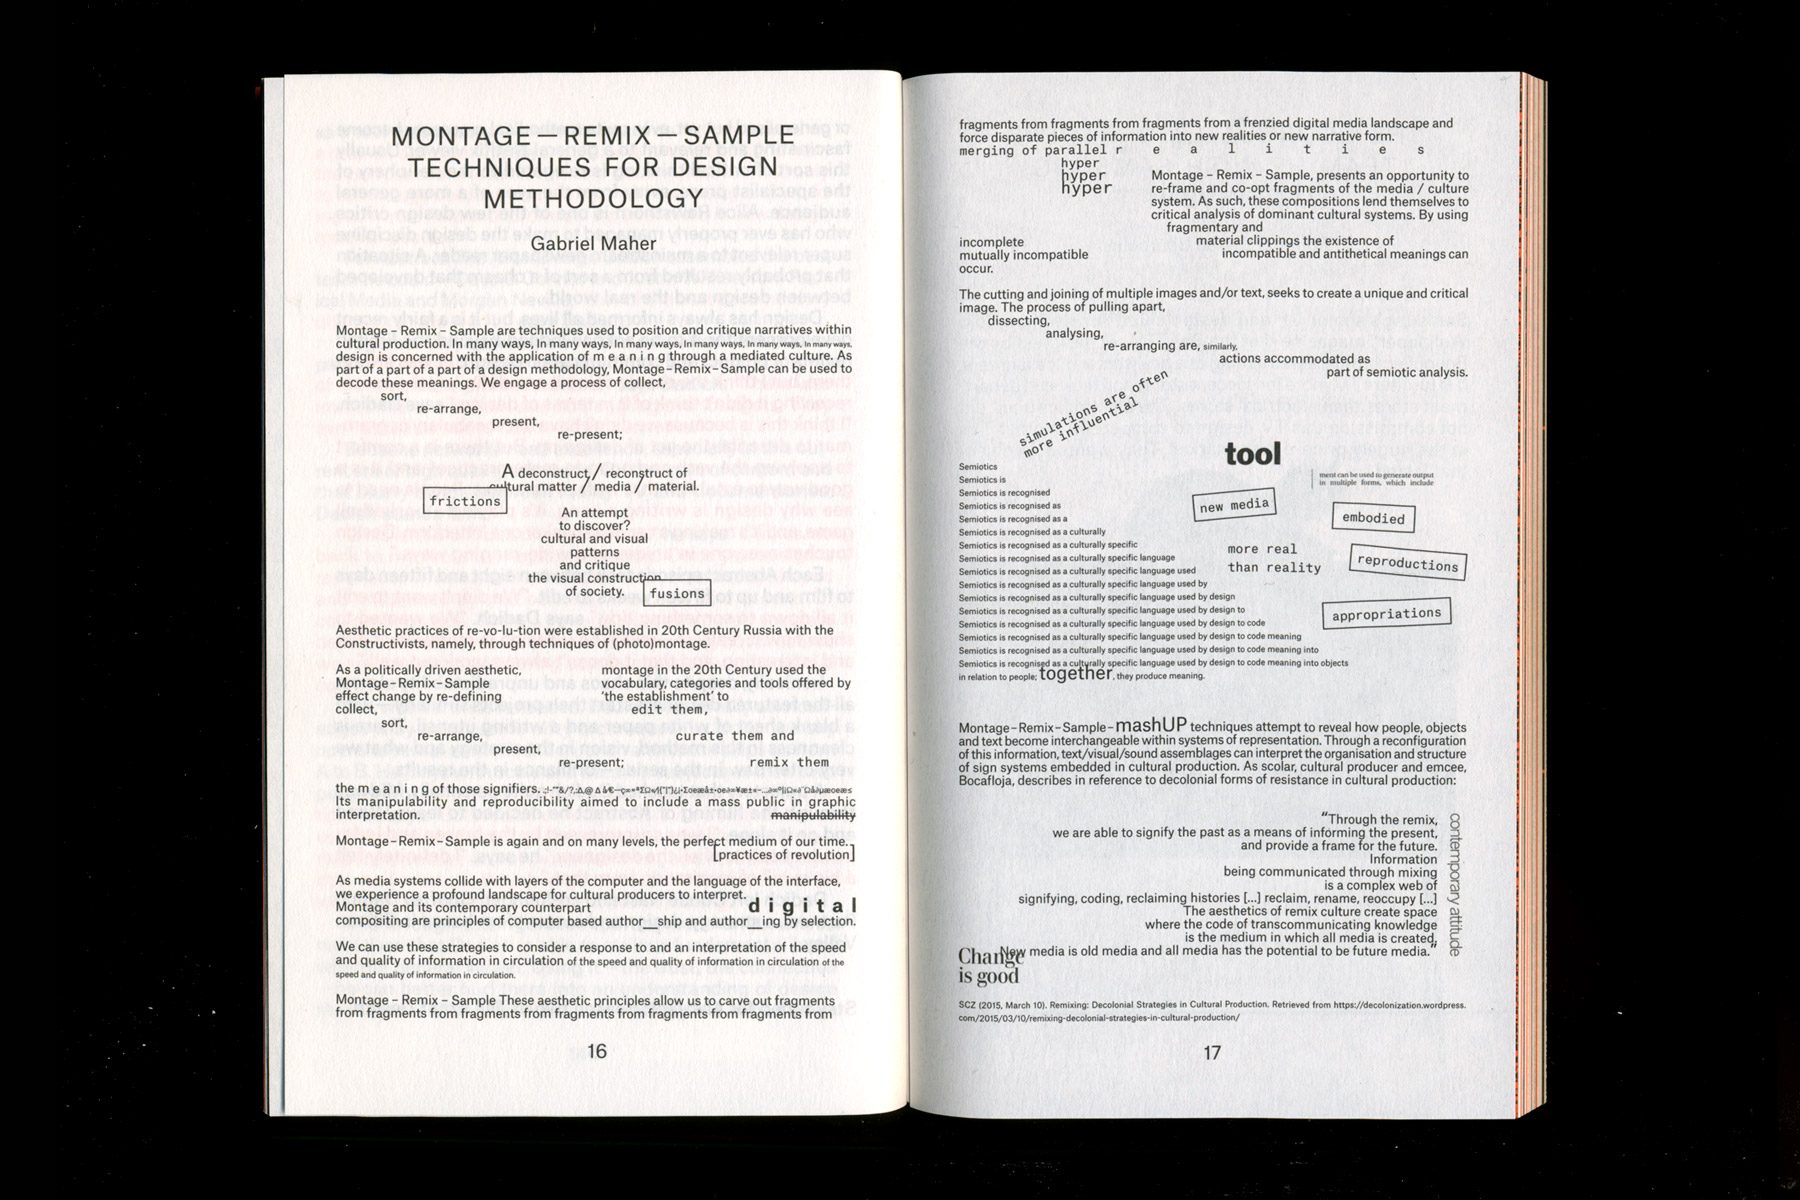 MONTAGE – REMIX – SAMPLE
TECHNIQUES FOR DESIGN
METHODOLOGY
Gabriel Maher
Montage – Remix – Sample are techniques used to position and critique narratives within
cultural production. In many ways, In many ways, In many ways, In many ways, In many ways, In many ways,
design is concerned with the application of m e a n i n g through a mediated culture. As
part of a part of a part of a design methodology, Montage – Remix – Sample can be used to
decode these meanings. We engage a process of collect,
sort,
re-arrange,
present,
re-present;
A deconstruct / reconstruct of
cultural matter / media / material.
frictions
An attempt
to discover?
cultural and visual
patterns
and critique
the visual construction
of society.
fusions
Aesthetic practices of re-vo-lu-tion were established in 20th Century Russia with the
Constructivists, namely, through techniques of (photo)montage.
As a politically driven aesthetic,
Montage – Remix – Sample
effect change by re-defining
collect,
sort,
re-arrange,
present,
re-present;
montage in the 20th Century used the
vocabulary, categories and tools offered by
‘the establishment’ to
edit them,
curate them and
remix them
the m e a n i n g of those signifiers.
Its manipulability and reproducibility aimed to include a mass public in graphic
interpretation. manipulability
Montage – Remix – Sample is again and on many levels, the perfect medium of our time.
[practices of revolution]
As media systems collide with layers of the computer and the language of the interface,
we experience a profound landscape for cultural producers to interpret.
Montage and its contemporary counterpart d i g i t a l
compositing are principles of computer based author__ship and author__ing by selection.
We can use these strategies to consider a response to and an interpretation of the speed
and quality of information in circulation of the speed and quality of information in circulation of the
speed and quality of information in circulation.
Montage – Remix – Sample These aesthetic principles allow us to carve out fragments
from fragments from fragments from fragments from fragments from fragments from
16
fragments from fragments from fragments from a frenzied digital media landscape and
force disparate pieces of information into new realities or new narrative form.
merging of parallel r e a l i t i e s
hyper
hyper
hyper
Montage – Remix – Sample, presents an opportunity to
re-frame and co-opt fragments of the media / culture
system. As such, these compositions lend themselves to
critical analysis of dominant cultural systems. By using
fragmentary and
incomplete material clippings the existence of
mutually incompatible incompatible and antithetical meanings can
occur.
The cutting and joining of multiple images and/or text, seeks to create a unique and critical
image. The process of pulling apart,
dissecting,
analysing,
re-arranging are, similarly,
actions accommodated as
part of semiotic analysis.
simulations are often
more influential
tool
ment can be used to generate output
in multiple forms, which include
new media
embodied
more real
than reality
reproductions
appropriations
Semiotics
Semiotics is
Semiotics is recognised
Semiotics is recognised as
Semiotics is recognised as a
Semiotics is recognised as a culturally
Semiotics is recognised as a culturally specific
Semiotics is recognised as a culturally specific language
Semiotics is recognised as a culturally specific language used
Semiotics is recognised as a culturally specific language used by
Semiotics is recognised as a culturally specific language used by design
Semiotics is recognised as a culturally specific language used by design to
Semiotics is recognised as a culturally specific language used by design to code
Semiotics is recognised as a culturally specific language used by design to code meaning
Semiotics is recognised as a culturally specific language used by design to code meaning into
Semiotics is recognised as a culturally specific language used by design to code meaning into objects
in relation to people; together, they produce meaning.
Montage – Remix – Sample – mashUP techniques attempt to reveal how people, objects
and text become interchangeable within systems of representation. Through a reconfiguration
of this information, text/visual/sound assemblages can interpret the organisation and structure
of sign systems embedded in cultural production. As scolar, cultural producer and emcee,
Bocafloja, describes in reference to decolonial forms of resistance in cultural production:
“Through the remix,
we are able to signify the past as a means of informing the present,
and provide a frame for the future.
Information
being communicated through mixing
is a complex web of
signifying, coding, reclaiming histories [...] reclaim, rename, reoccupy [...]
The aesthetics of remix culture create space
where the code of transcommunicating knowledge
is the medium in which all media is created,
New media is old media and all media has the potential to be future media.”
contemporary attitude
Change
is good
SCZ (2015, March 10). Remixing: Decolonial Strategies in Cultural Production. Retrieved from https://decolonization.wordpress.
com/2015/03/10/remixing-decolonial-strategies-in-cultural-production/
17